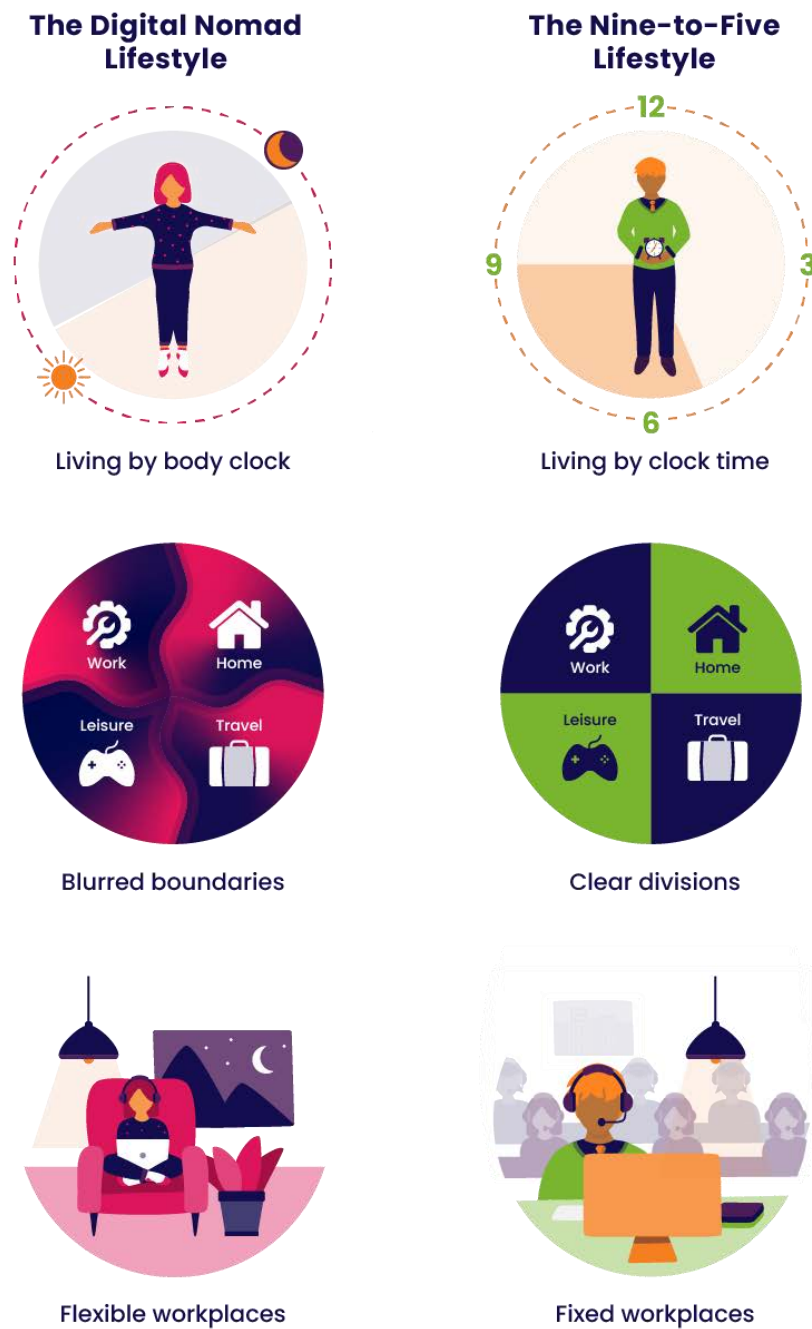 The Digital Nomad
Lifestyle
The Nine-to-Five
Lifestyle
12
9
3
6
Living by body clock
Living by clock time
Work
Home
Leisure
Travel
Work
Home
Leisure
Travel
Blurred boundaries
Clear divisions
Flexible workplaces
Fixed workplaces